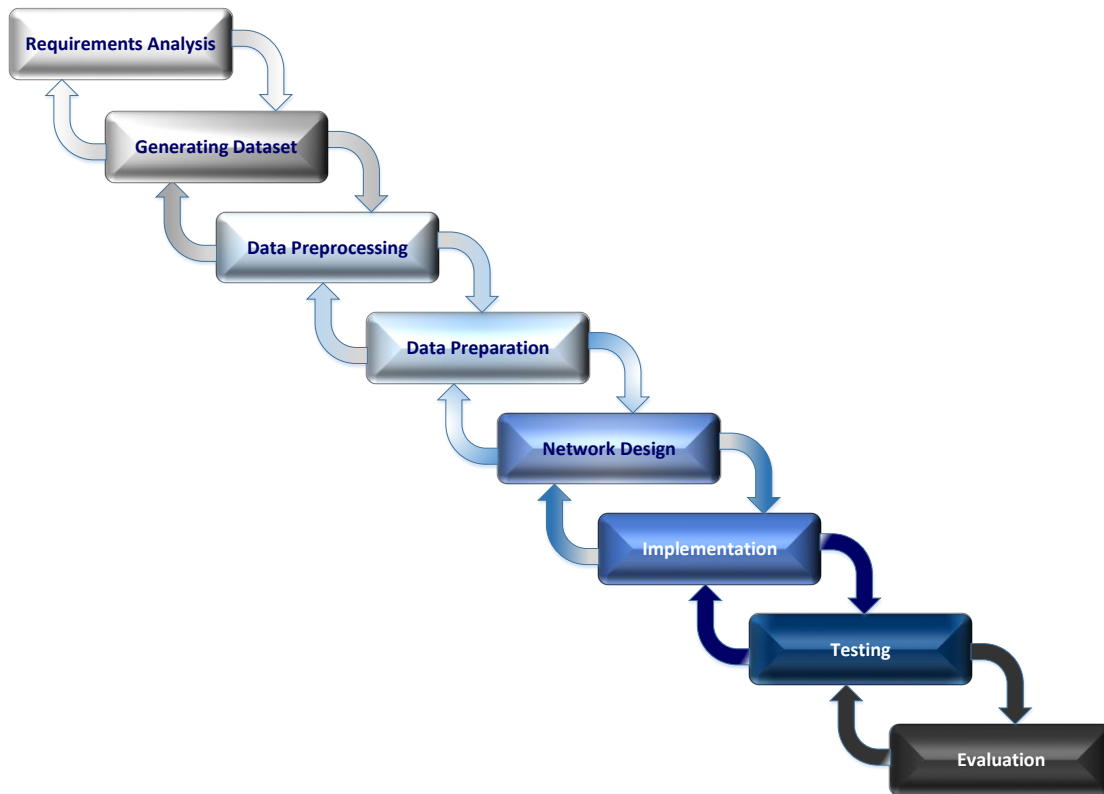 Requirements Analysis
Generating Dataset
Data Preprocessing
Data Preparation
Network Design
Implementation
Testing
Evaluation